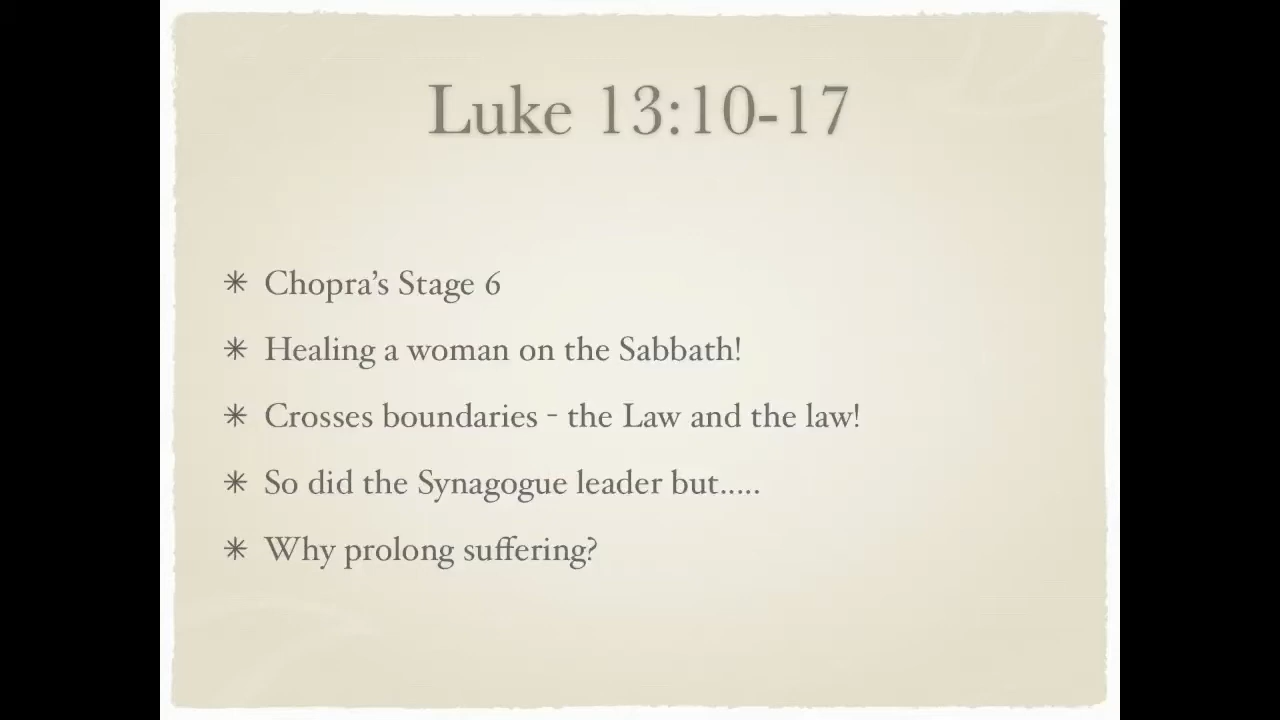 Luke 13:10-17
✴ Chopra's Stage 6
✴ Healing a woman on the Sabbath!
✴ Crosses boundaries - the Law and the law!
✴ So did the Synagogue leader but.....
✴ Why prolong suffering?